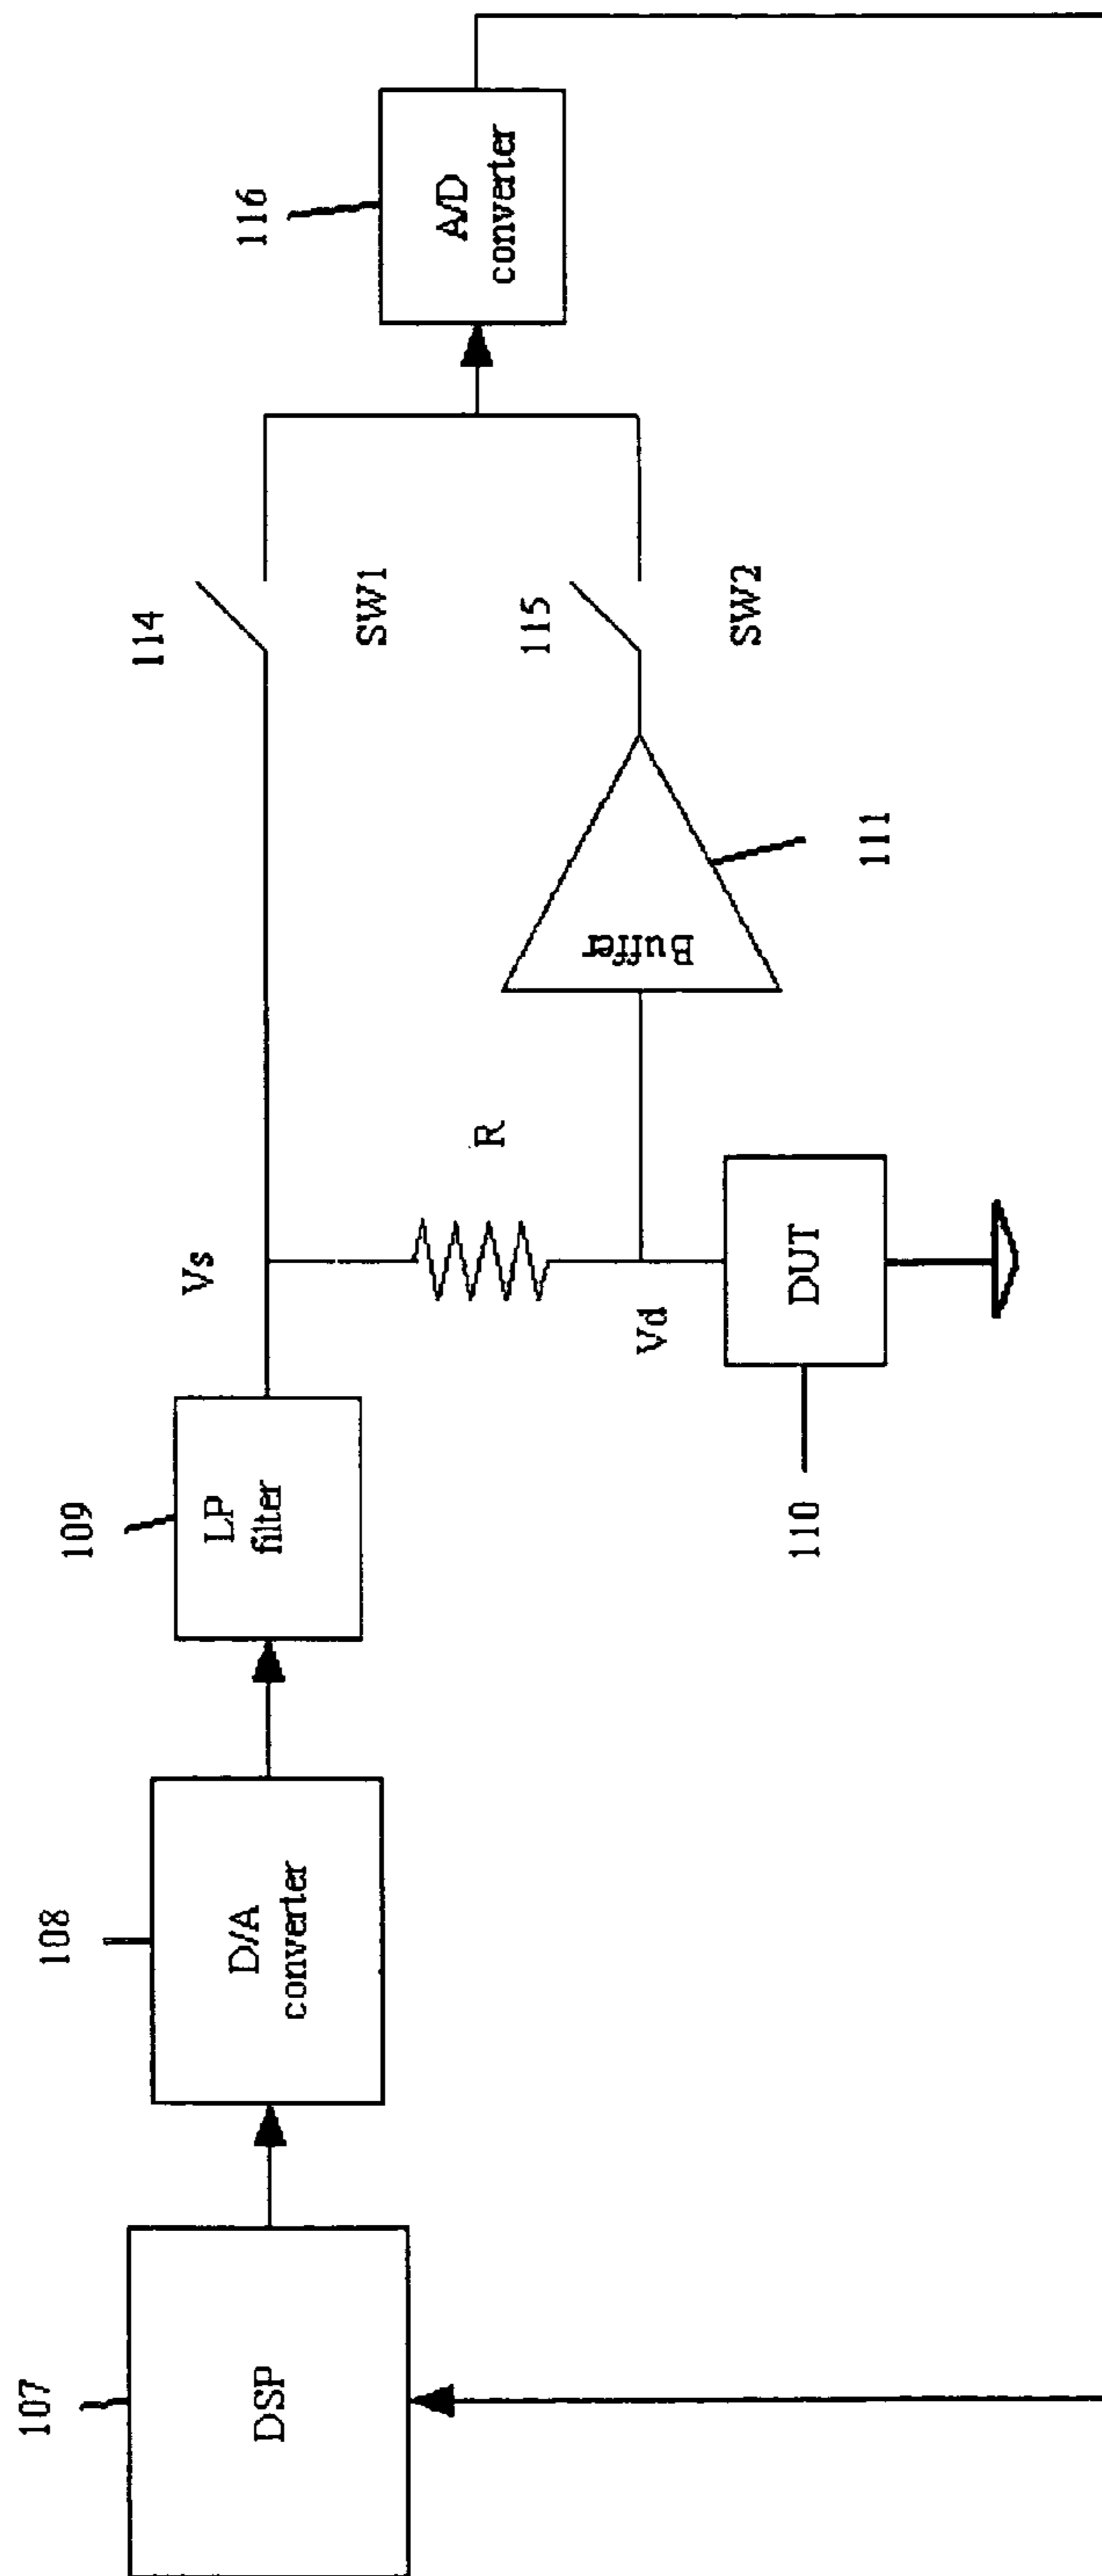 107
DSP
108
D/A
converter
109
LP
filter
Vs
R
Vd
110
DUT
Buffer
111
114
SW1
115
SW2
116
A/D
converter